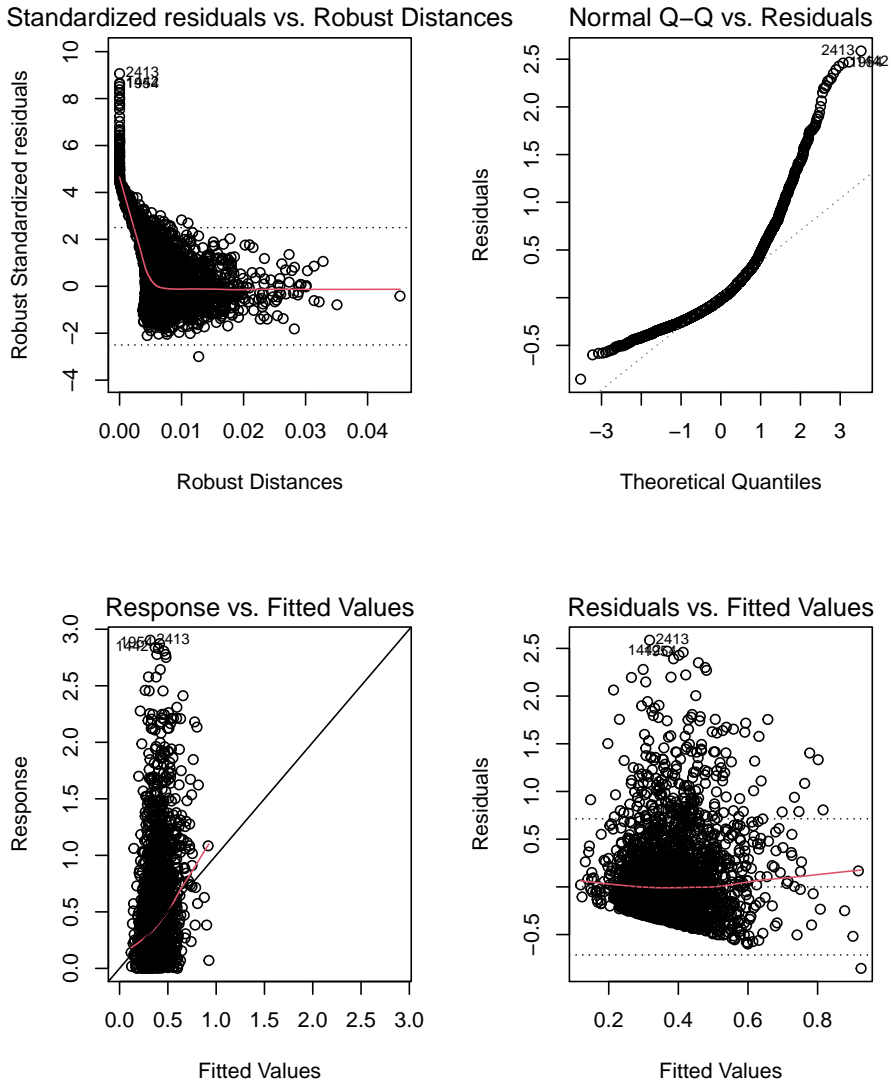 Standardized residuals vs. Robust Distances
Robust Standardized residuals
10
8
6
4
2
0
−2
−4
2413
1954
0.00 0.01 0.02 0.03 0.04
Robust Distances
Normal Q−Q vs. Residuals
Residuals
2.5
2.0
1.5
1.0
0.5
−0.5
2413
−3 −1 0 1 2 3
Theoretical Quantiles
Response vs. Fitted Values
Response
3.0
2.5
2.0
1.5
1.0
0.5
0.0
2413
1442
0.0 0.5 1.0 1.5 2.0 2.5 3.0
Fitted Values
Residuals vs. Fitted Values
Residuals
2.5
2.0
1.5
1.0
0.5
−0.5
2413
0.2 0.4 0.6 0.8
Fitted Values